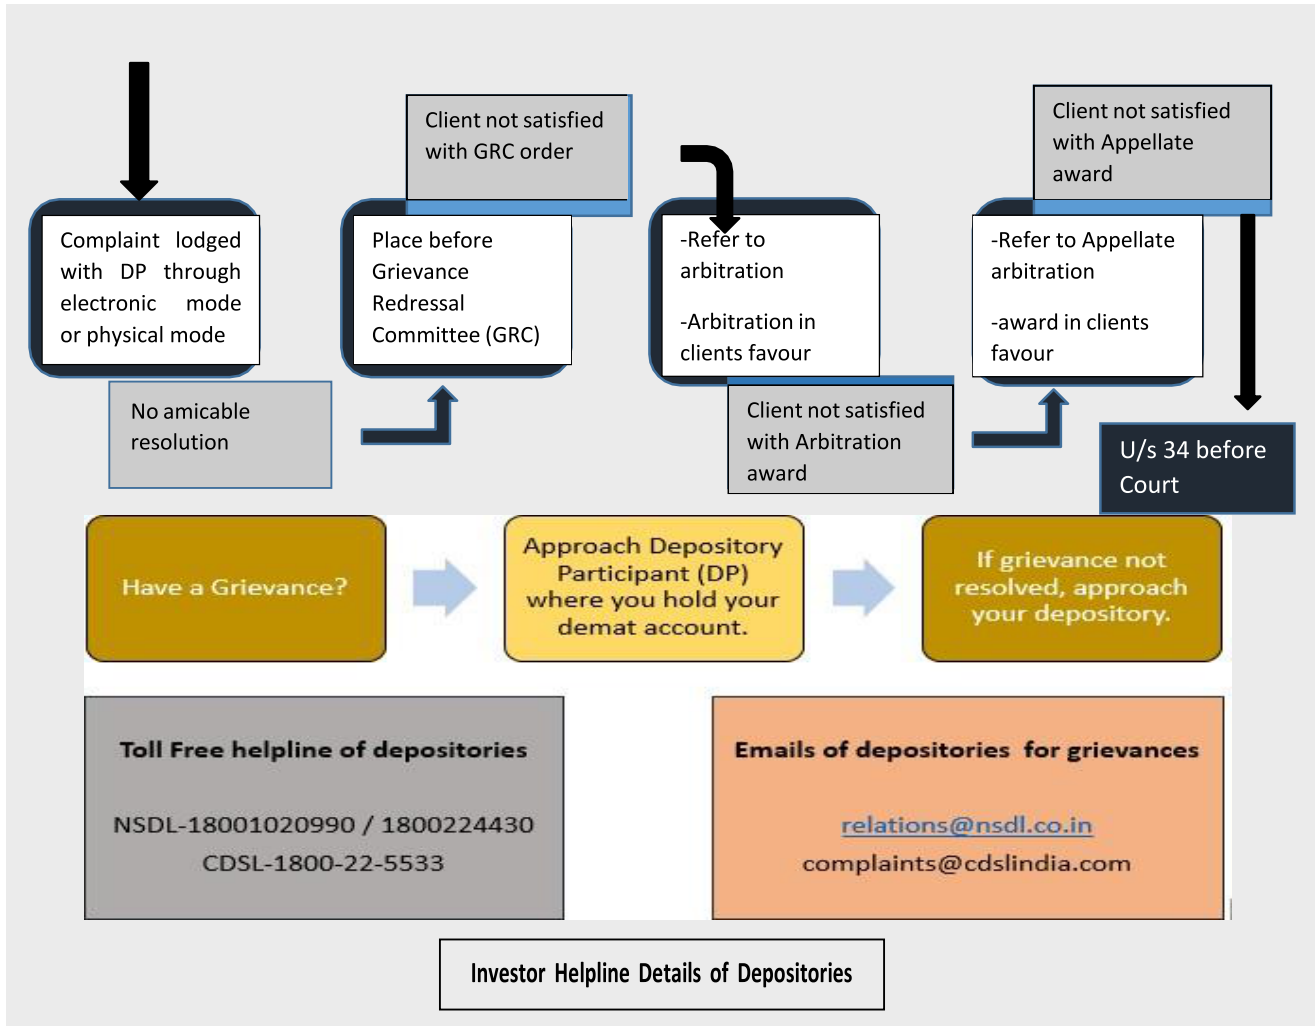 Complaint lodged
with DP through
electronic mode
or physical mode
No amicable
resolution
Place before
Grievance
Redressal
Committee (GRC)
Client not satisfied
with GRC order
-Refer to
arbitration
-Arbitration in
clients favour
Client not satisfied
with Arbitration
award
-Refer to Appellate
arbitration
-award in clients
favour
Client not satisfied
with Appellate
award
U/s 34 before
Court
Have a Grievance?
Approach Depository
Participant (DP)
where you hold your
demat account.
If grievance not
resolved, approach
your depository.
Toll Free helpline of depositories
NSDL-18001020990 / 1800224430
CDSL-1800-22-5533
Emails of depositories for grievances
relations@nsdl.co.in
complaints@cdslindia.com
Investor Helpline Details of Depositories